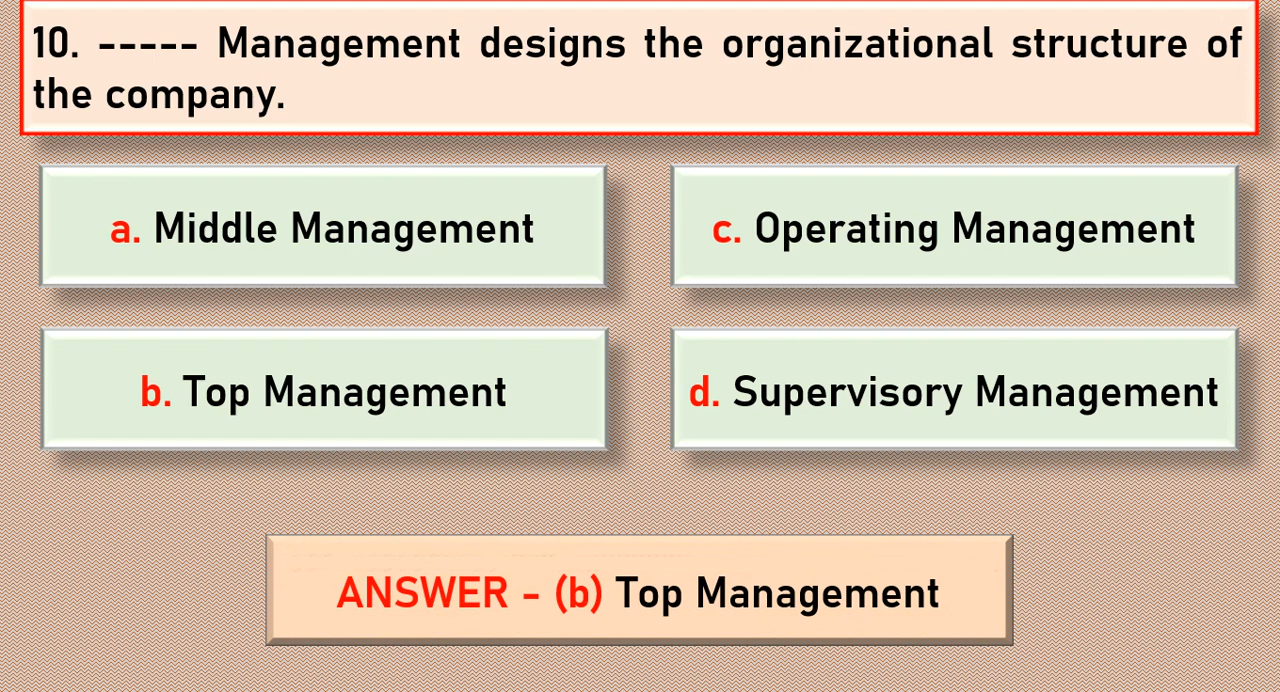 10. ----- Management designs the organizational structure of
the company.
a. Middle Management
c. Operating Management
b. Top Management
d. Supervisory Management
ANSWER - (b) Top Management